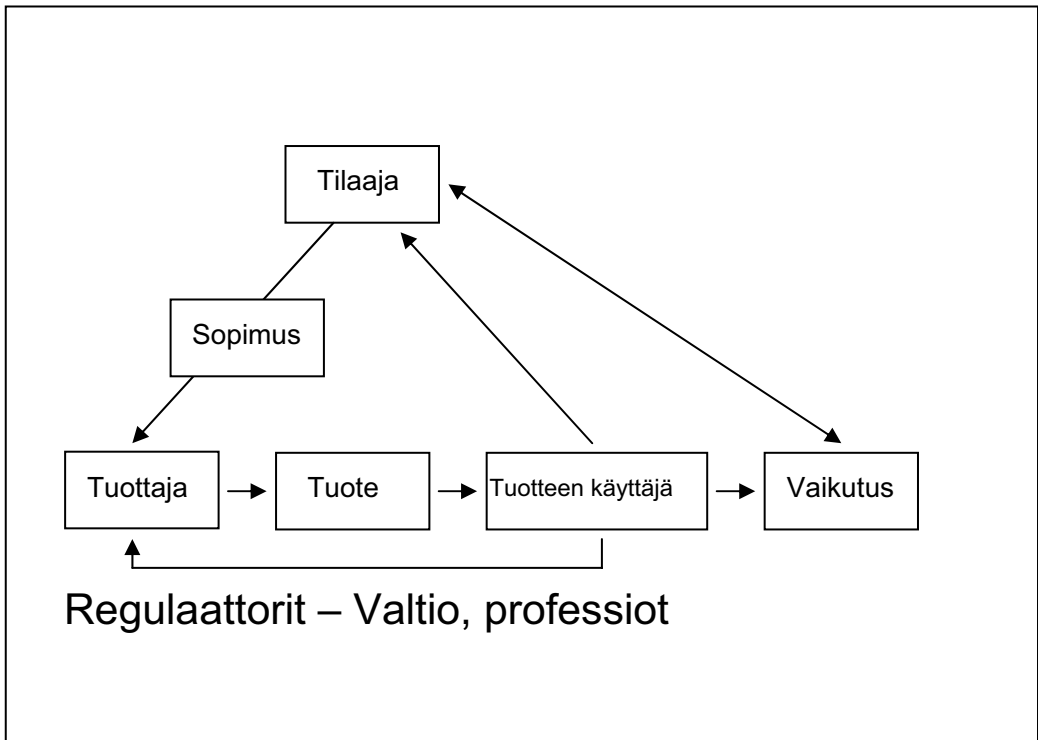 Tilaaja
Sopimus
Tuottaja
Tuote
Tuotteen käyttäjä
Vaikutus
Regulaattorit – Valtio, professiot